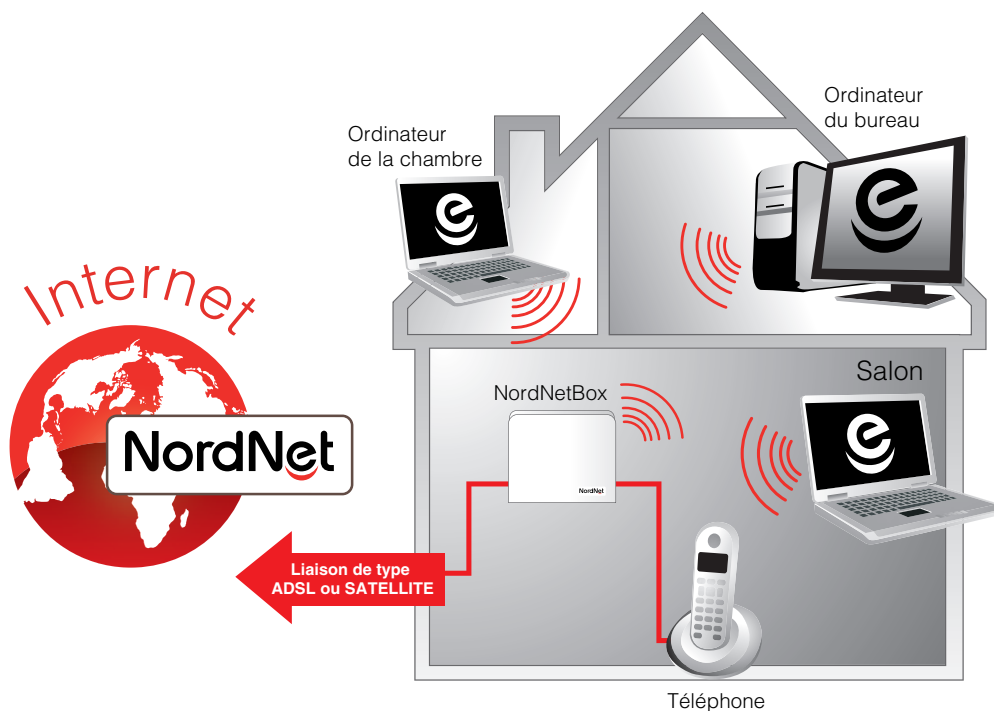 Ordinateur
du bureau
Ordinateur
de la chambre
Internet
NordNet
NordNetBox
Salon
NordNet
Liaison de type
ADSL ou SATELLITE
Téléphone